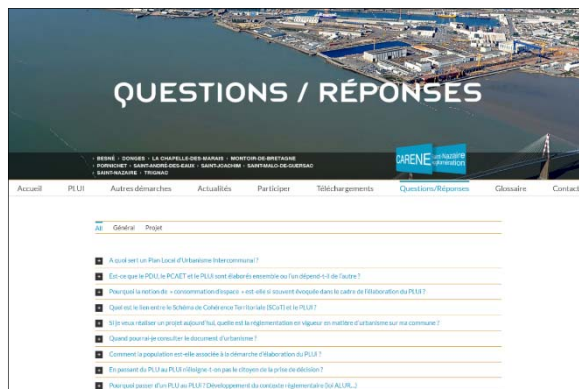 QUESTIONS / RÉPONSES
› BESNÉ › DONGES › LA CHAPELLE-DES-MARAIS › MONTOIR-DE-BRETAGNE
› PORNICHET › SAINT-ANDRÉ-DES-EAUX › SAINT-JOACHIM › SAINT-MALO-DE-GUERSAC
› SAINT-NAZAIRE › TRIGNAC
CARENE Saint-Nazaire agglomération
Accueil PLUI Autres démarches Actualités Participer Téléchargements Questions/Réponses Glossaire Contact
All Général Projet
A quoi sert un Plan Local d'Urbanisme Intercommunal ?
Est-ce que le PDU, le PCAET et le PLUI sont élaborés ensemble ou l'un dépend-t-il de l'autre ?
Pourquoi la notion de « consommation d'espace » est-elle si souvent évoquée dans le cadre de l'élaboration du PLUI ?
Quel est le lien entre le Schéma de Cohérence Territoriale (SCoT) et le PLUI ?
Si je veux réaliser un projet aujourd'hui, quelle est la réglementation en vigueur en matière d'urbanisme sur ma commune ?
Quand pourrai-je consulter le document d'urbanisme ?
Comment la population est-elle associée à la démarche d'élaboration du PLUI ?
En passant du PLU au PLUI n'éloigne-t-on pas le citoyen de la prise de décision ?
Pourquoi passer d'un PLU au PLUI ? Développement du contexte réglementaire (loi ALUR,..)